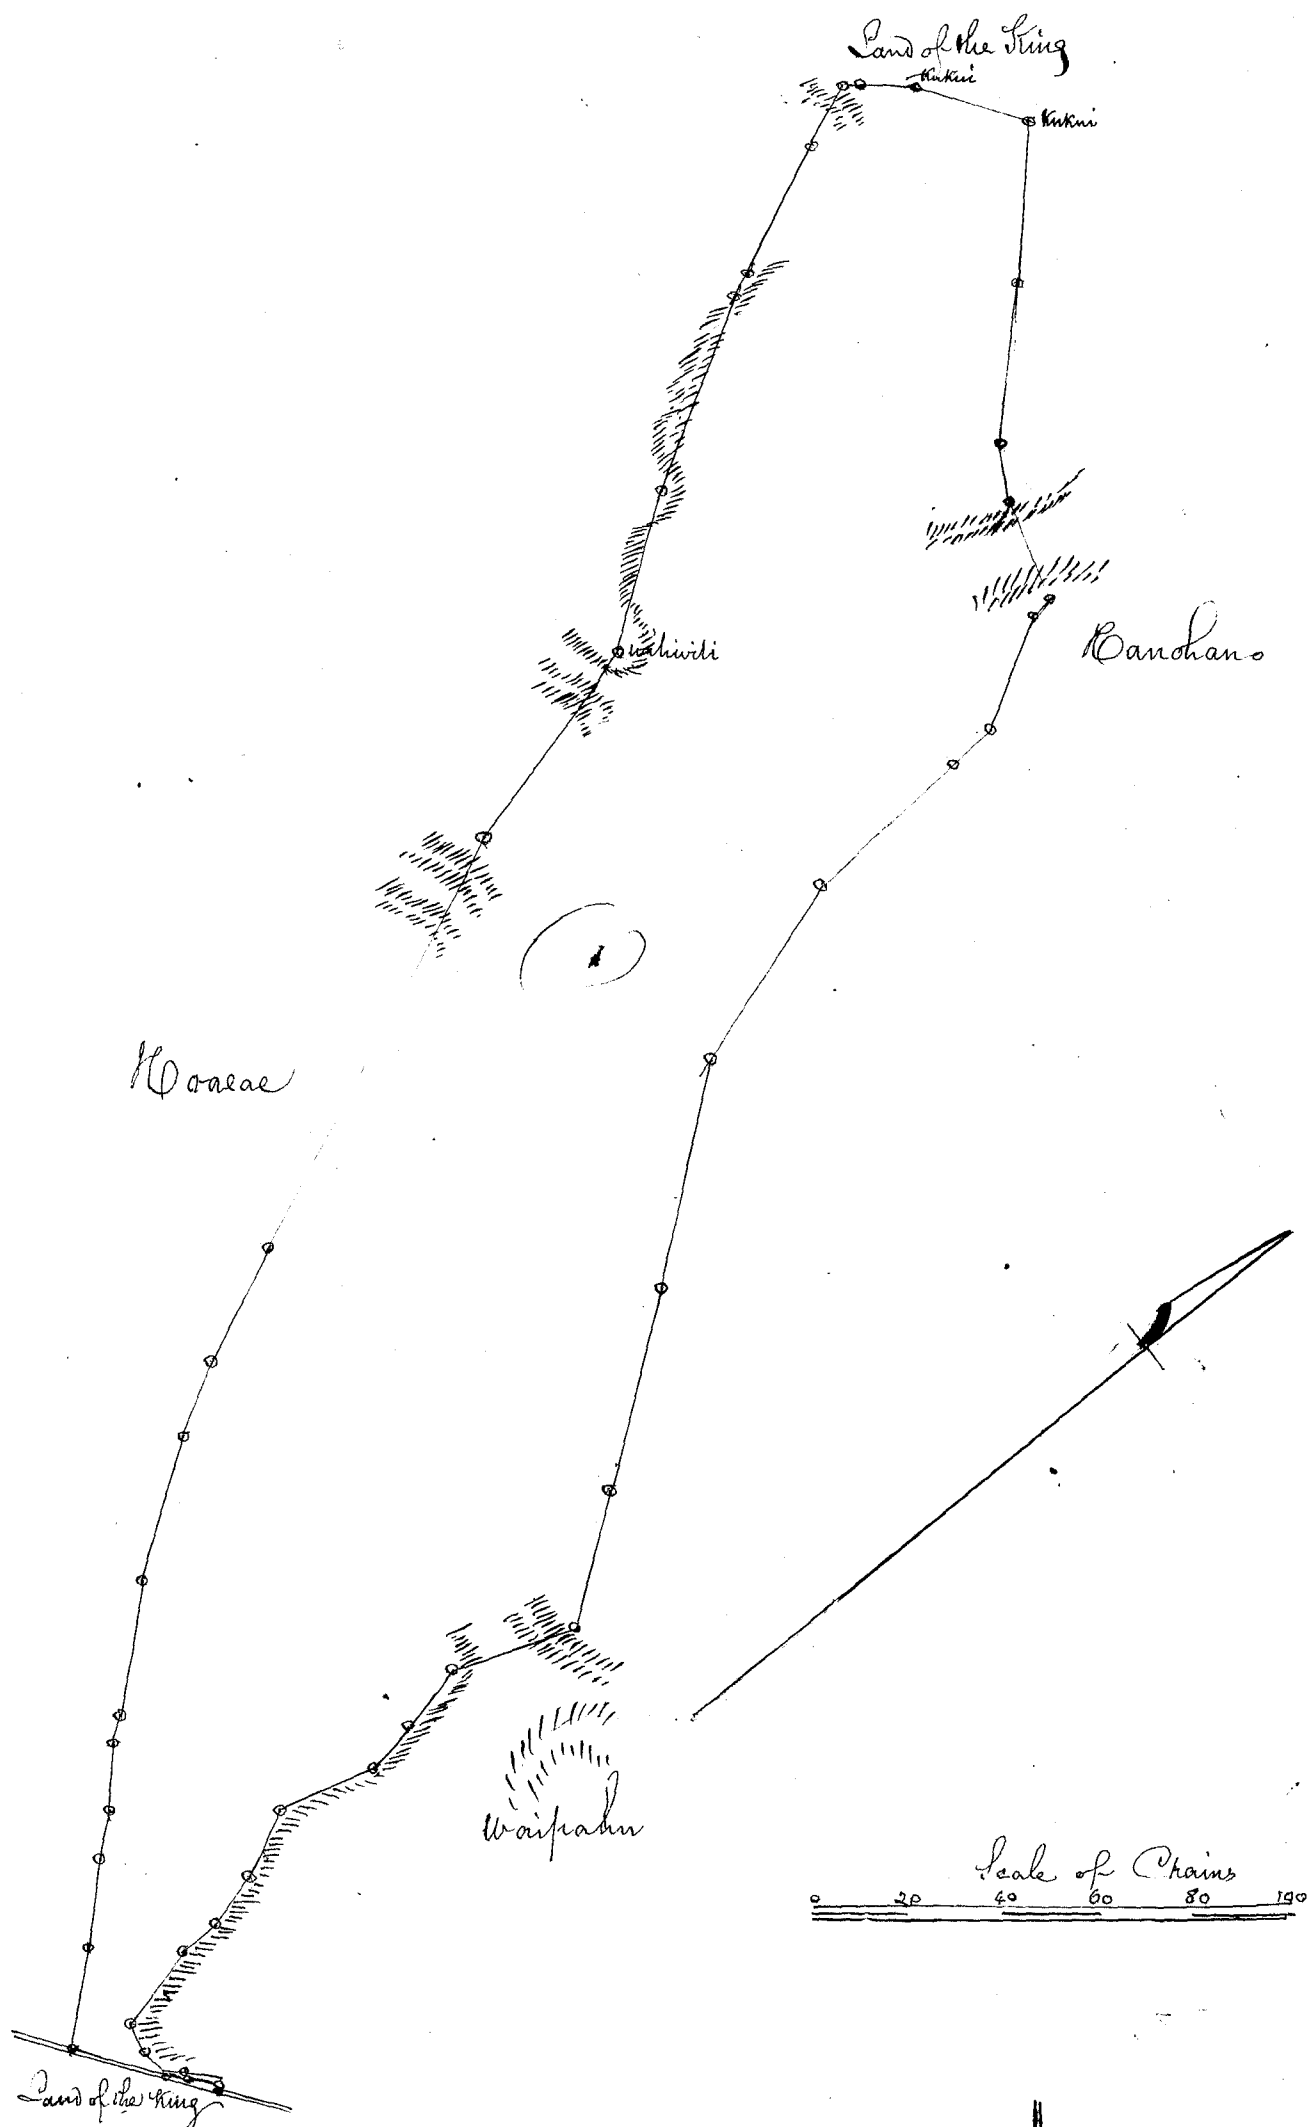 Land of the King
Kukui
Kukui
wiliwili
Hanohano
Hoaeae
Waipahu
Scale of Chains
0 20 40 60 80 100
Land of the King